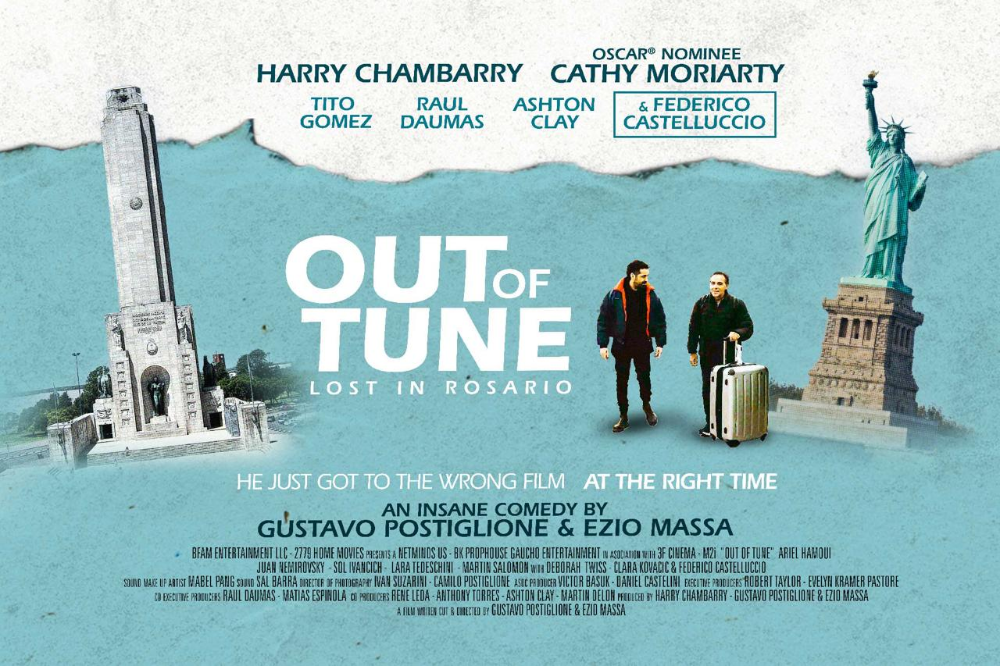 OSCAR® NOMINEE
HARRY CHAMBARRY CATHY MORIARTY
TITO GOMEZ
RAUL DAUMAS
ASHTON CLAY
& FEDERICO CASTELLUCCIO
OUT OF
TUNE
LOST IN ROSARIO
HE JUST GOT TO THE WRONG FILM AT THE RIGHT TIME
AN INSANE COMEDY BY
GUSTAVO POSTIGLIONE & EZIO MASSA
BFAM ENTERTAINMENT LLC - 2779 HOME MOVIES PRESENTS A NETMINDS US - BK PROPHOUSE GAUCHO ENTERTAINMENT IN ASOCIATION WITH 3F CINEMA - M2i "OUT OF TUNE" ARIEL HAMOUI
JUAN NEMIROVSKY - SOL IVANCICH - LARA TEDESCHINI - MARTIN SALOMON WITH DEBORAH TWISS - CLARA KOVACIC & FEDERICO CASTELLUCCIO
SOUND MAKE UP ARTIST MABEL PANG SOUND SAL BARRA DIRECTOR OF PHOTOGRAPHY IVAN SUZARINI - CAMILO POSTIGLIONE ASOC PRODUCER VICTOR BASUK - DANIEL CASTELINI EXECUTIVE PRODUCERS ROBERT TAYLOR - EVELYN KRAMER PASTORE
CO EXECUTIVE PRODUCERS RAUL DAUMAS - MATIAS ESPINOLA CO PRODUCERS RENE LEDA - ANTHONY TORRES - ASHTON CLAY - MARTIN DELON PRODUCED BY HARRY CHAMBARRY - GUSTAVO POSTIGLIONE & EZIO MASSA
A FILM WRITEN CUT & DIRECTED BY GUSTAVO POSTIGLIONE & EZIO MASSA